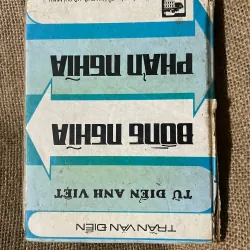 TRẦN VĂN ĐIỀN
TỪ ĐIỂN ANH VIỆT
ĐỒNG NGHĨA
PHẢN NGHĨA